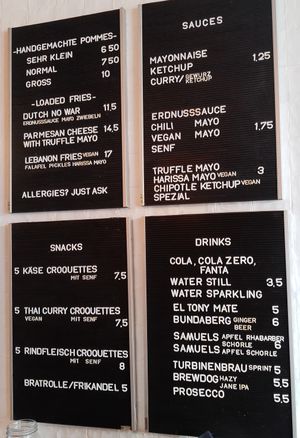 -HANDGEMACHTE POMMES-
SEHR KLEIN 6 50
NORMAL 7 50
GROSS 10
-LOADED FRIES-
DUTCH NO WAR 11,5
ERDNUSSSAUCE MAYO ZWIEBELN
PARMESAN CHEESE 14,5
WITH TRUFFLE MAYO
LEBANON FRIES VEGAN 17
FALAFEL PICKLES HARISSA MAYO
ALLERGIES? JUST ASK
SAUCES
MAYONNAISE 1,25
KETCHUP
CURRY/ GEWURZ KETCHUP
ERDNUSSSAUCE
CHILI MAYO 1.75
VEGAN MAYO
SENF
TRUFFLE MAYO
HARISSA MAYO VEGAN 3
CHIPOTLE KETCHUP VEGAN
SPEZIAL
SNACKS
5 KÄSE CROQUETTES
MIT SENF 7,5
5 THAI CURRY CROQUETTES
VEGAN MIT SENF 7,5
5 RINDFLEISCH CROQUETTES
MIT SENF 8
BRATROLLE/FRIKANDEL 5
DRINKS
COLA, COLA ZERO,
FANTA
WATER STILL 3,5
WATER SPARKLING
EL TONY MATE 5
BUNDABERG GINGER BEER 6
SAMUELS APFEL RHABARBER SCHORLE 6
SAMUELS APFEL SCHORLE
TURBINENBRAU SPRINT 5
BREWDOG HAZY JANE IPA 5,5
PROSECCO 5,5